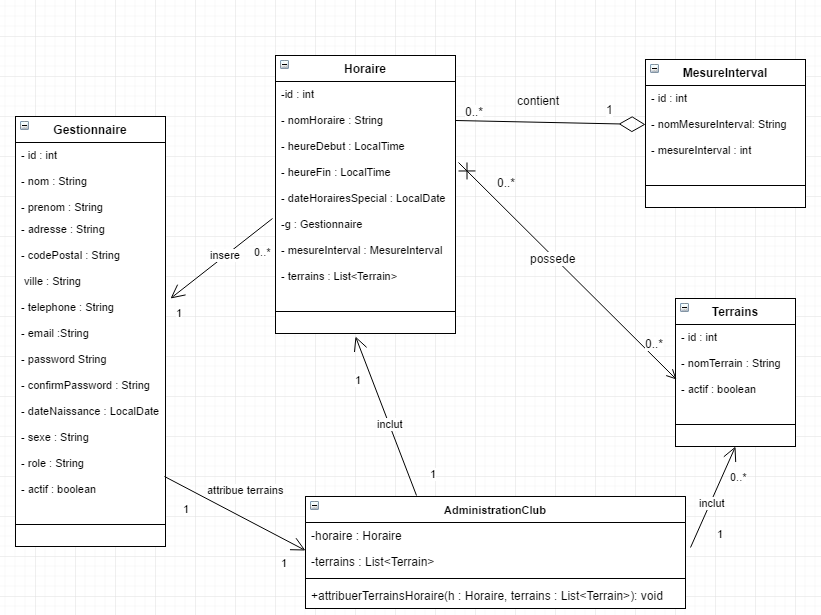 Horaire
-id : int
- nomHoraire : String
- heureDebut : LocalTime
- heureFin : LocalTime
- dateHorairesSpecial : LocalDate
-g : Gestionnaire
- mesureInterval : MesureInterval
- terrains : List<Terrain>
MesureInterval
- id : int
- nomMesureInterval: String
- mesureInterval : int
contient
0..*
1
Gestionnaire
- id : int
- nom : String
- prenom : String
- adresse : String
- codePostal : String
ville : String
- telephone : String
- email :String
- password String
- confirmPassword : String
- dateNaissance : LocalDate
- sexe : String
- role : String
- actif : boolean
insere
0..*
1
0..*
possede
0..*
Terrains
- id : int
- nomTerrain : String
- actif : boolean
1
inclut
1
attribue terrains
1
1
AdministrationClub
-horaire : Horaire
-terrains : List<Terrain>
+attribuerTerrainsHoraire(h : Horaire, terrains : List<Terrain>): void
0..*
inclut
1